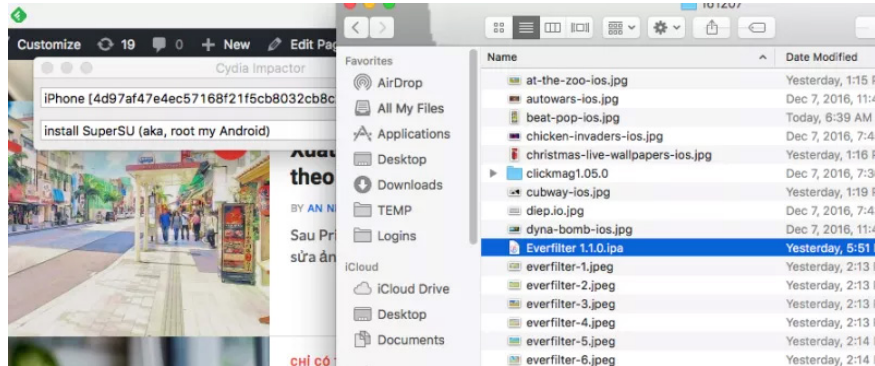 161207
Customize 19 0 + New Edit Pag
Cydia Impactor
iPhone [4d97af47e4ec57168f21f5cb8032cb8c
install SuperSU (aka, root my Android)
theo
BY AN N
Sau Pri
sửa ản
CHỈ CÓ
Favorites
AirDrop
All My Files
Applications
Desktop
Downloads
TEMP
Logins
iCloud
iCloud Drive
Desktop
Documents
Name Date Modified
at-the-zoo-ios.jpg Yesterday, 1:15 P
autowars-ios.jpg Dec 7, 2016, 11:4
beat-pop-ios.jpg Today, 6:39 AM
chicken-invaders-ios.jpg Dec 7, 2016, 7:4
christmas-live-wallpapers-ios.jpg Yesterday, 1:16 P
clickmag1.05.0 Dec 7, 2016, 7:3
cubway-ios.jpg Yesterday, 1:19 P
diep.io.jpg Dec 7, 2016, 7:4
dyna-bomb-ios.jpg Dec 7, 2016, 11:4
Everfilter 1.1.0.ipa Yesterday, 5:51
everfilter-1.jpeg Yesterday, 2:13
everfilter-2.jpeg Yesterday, 2:13
everfilter-3.jpeg Yesterday, 2:13
everfilter-4.jpeg Yesterday, 2:13
everfilter-5.jpeg Yesterday, 2:14
everfilter-6.jpeg Yesterday, 2:14